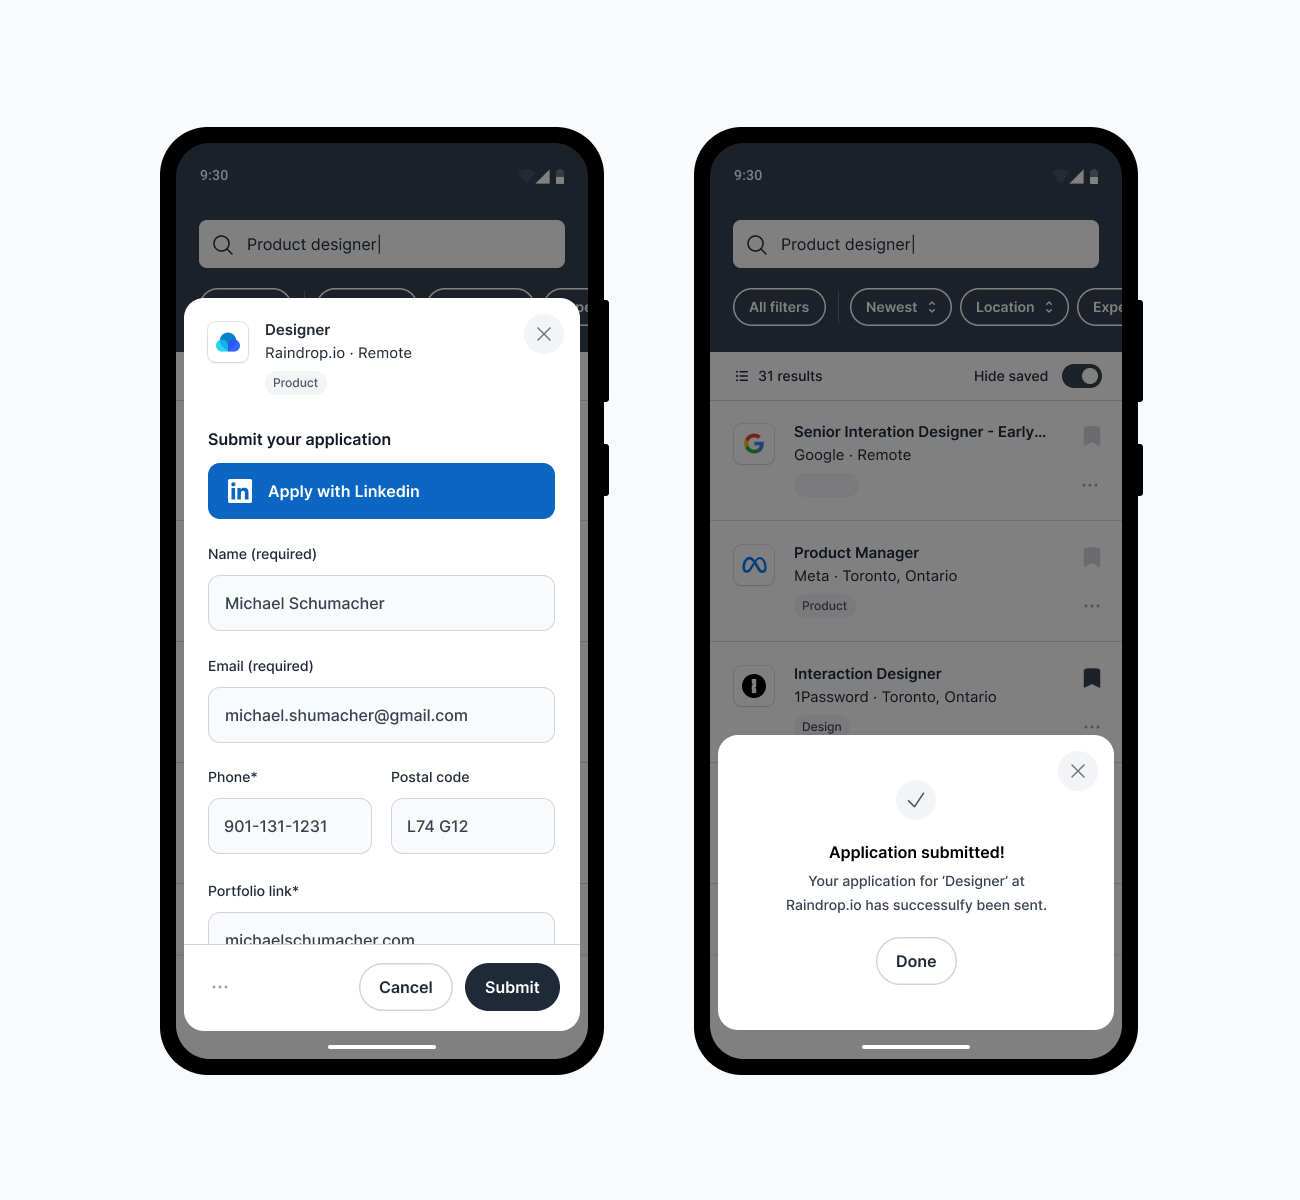 9:30
Product designer
Designer
Raindrop.io · Remote
Product
Submit your application
in Apply with Linkedin
Name (required)
Michael Schumacher
Email (required)
michael.shumacher@gmail.com
Phone* Postal code
901-131-1231 L74 G12
Portfolio link*
michaelschumacher.com
Cancel Submit
9:30
Product designer
All filters Newest Location Expe
31 results Hide saved
Senior Interation Designer - Early...
Google · Remote
Product Manager
Meta · Toronto, Ontario
Product
Interaction Designer
1Password · Toronto, Ontario
Design
Application submitted!
Your application for ‘Designer’ at
Raindrop.io has successulfy been sent.
Done